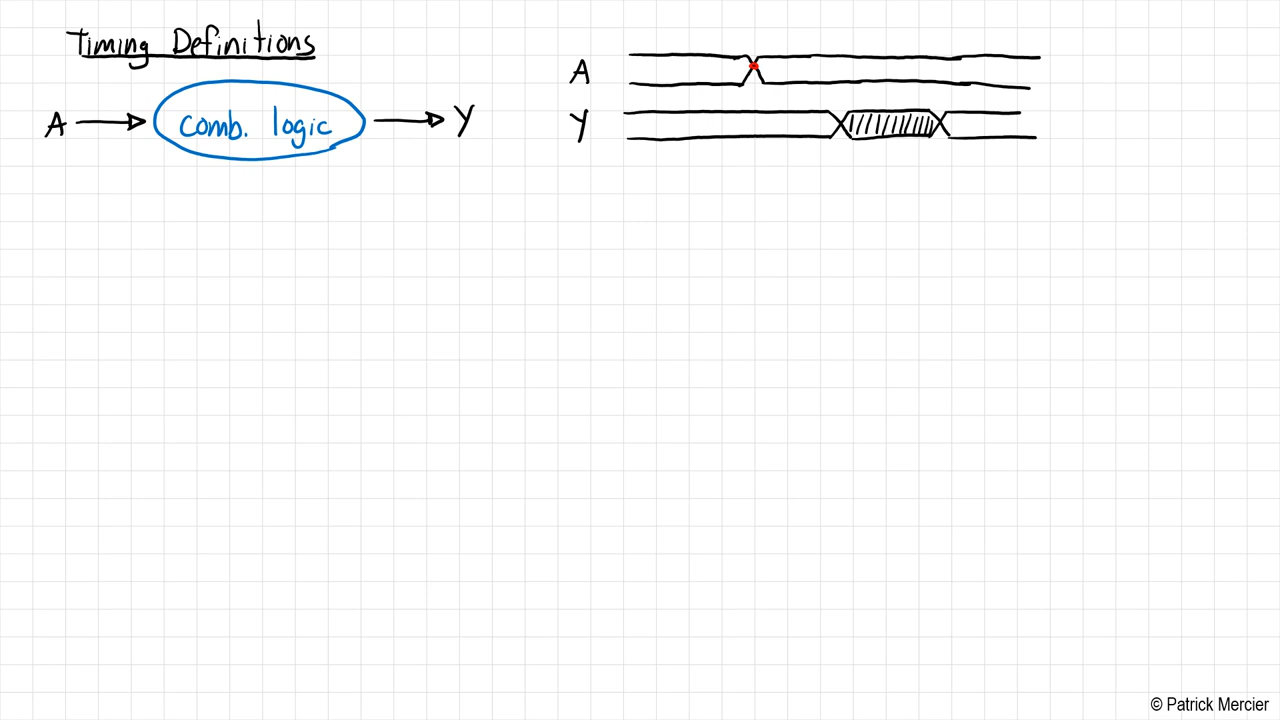 Timing Definitions
A comb. logic Y
A
Y
© Patrick Mercier